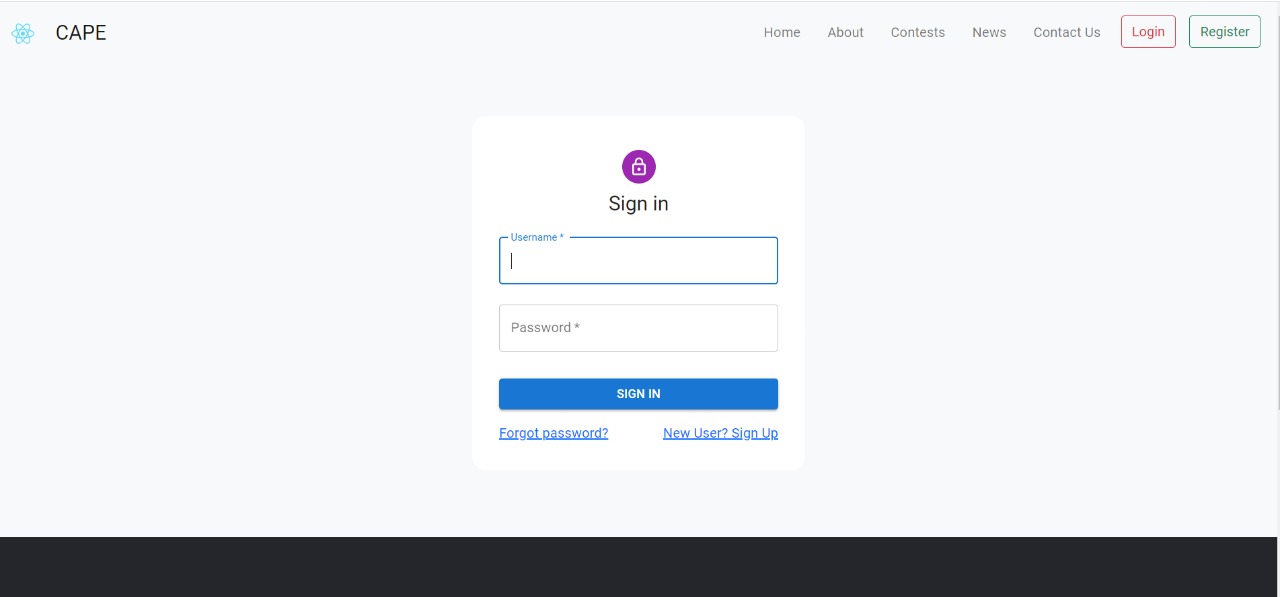 CAPE Home About Contests News Contact Us Login Register
Sign in
Username *
Password *
SIGN IN
Forgot password? New User? Sign Up